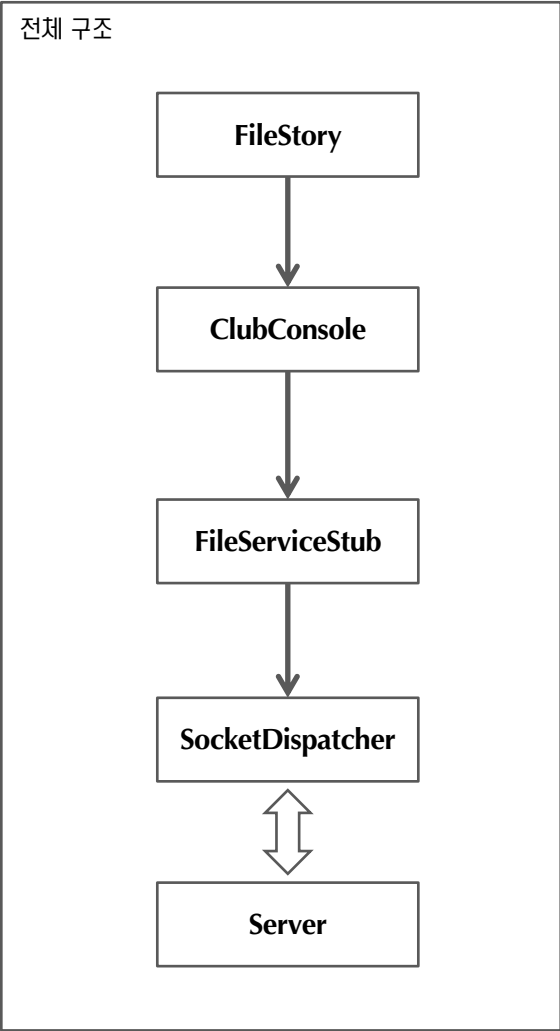 전체 구조
FileStory
ClubConsole
FileServiceStub
SocketDispatcher
Server